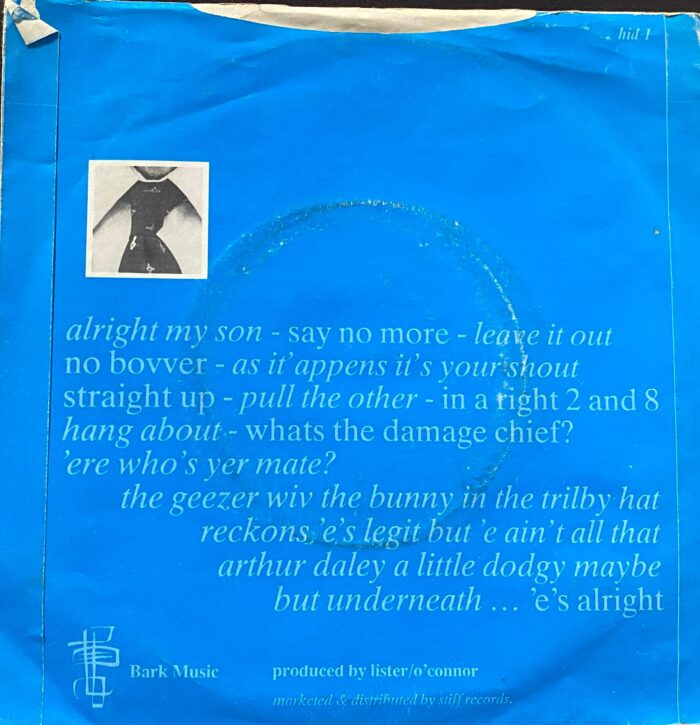 hid-1
alright my son - say no more - leave it out
no bovver - as it'appens it's your shout
straight up - pull the other - in a right 2 and 8
hang about - whats the damage chief?
'ere who's yer mate?
the geezer wiv the bunny in the trilby hat
reckons 'e's legit but 'e ain't all that
arthur daley a little dodgy maybe
but underneath ... 'e's alright
Bark Music
produced by lister/o'connor
marketed & distributed by stiff records.